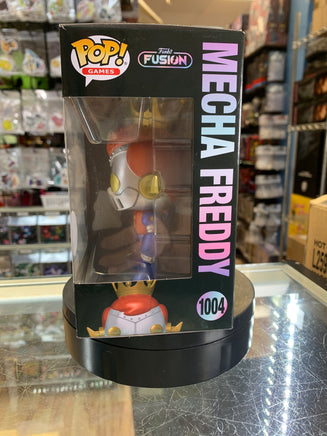 POP!
GAMES
Funko
FUSION
MECHA FREDDY
1004